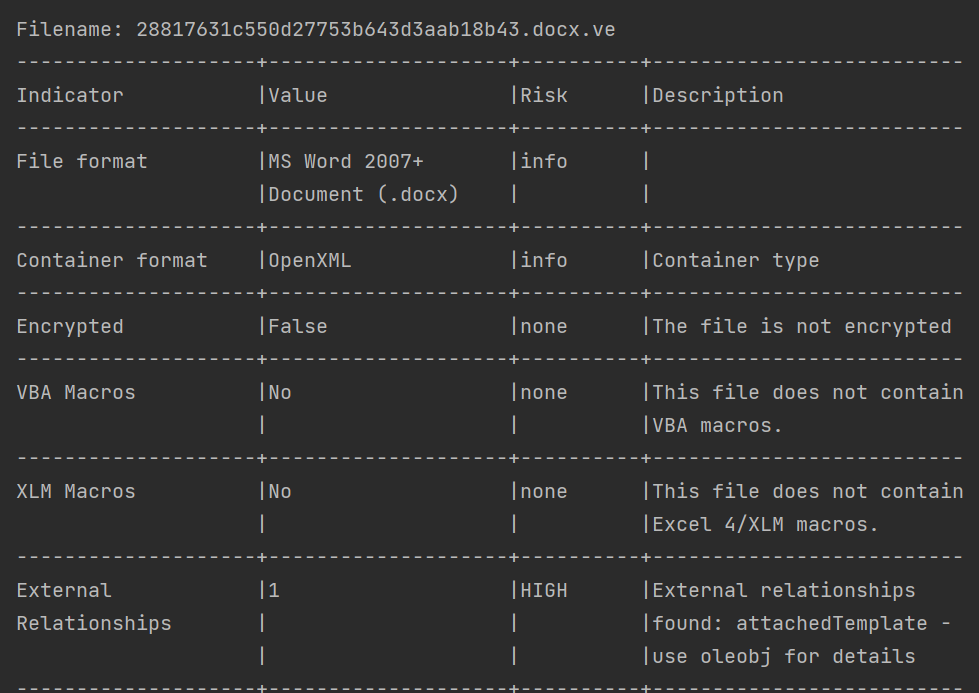 Filename: 28817631c550d27753b643d3aab18b43.docx.ve
--------------------+--------------------+----------+--------------------------
Indicator           |Value               |Risk      |Description
--------------------+--------------------+----------+--------------------------
File format         |MS Word 2007+       |info      |
                    |Document (.docx)    |          |
--------------------+--------------------+----------+--------------------------
Container format    |OpenXML             |info      |Container type
--------------------+--------------------+----------+--------------------------
Encrypted           |False               |none      |The file is not encrypted
--------------------+--------------------+----------+--------------------------
VBA Macros          |No                  |none      |This file does not contain
                    |                    |          |VBA macros.
--------------------+--------------------+----------+--------------------------
XLM Macros          |No                  |none      |This file does not contain
                    |                    |          |Excel 4/XLM macros.
--------------------+--------------------+----------+--------------------------
External            |1                   |HIGH      |External relationships
Relationships       |                    |          |found: attachedTemplate -
                    |                    |          |use oleobj for details
--------------------+--------------------+----------+--------------------------